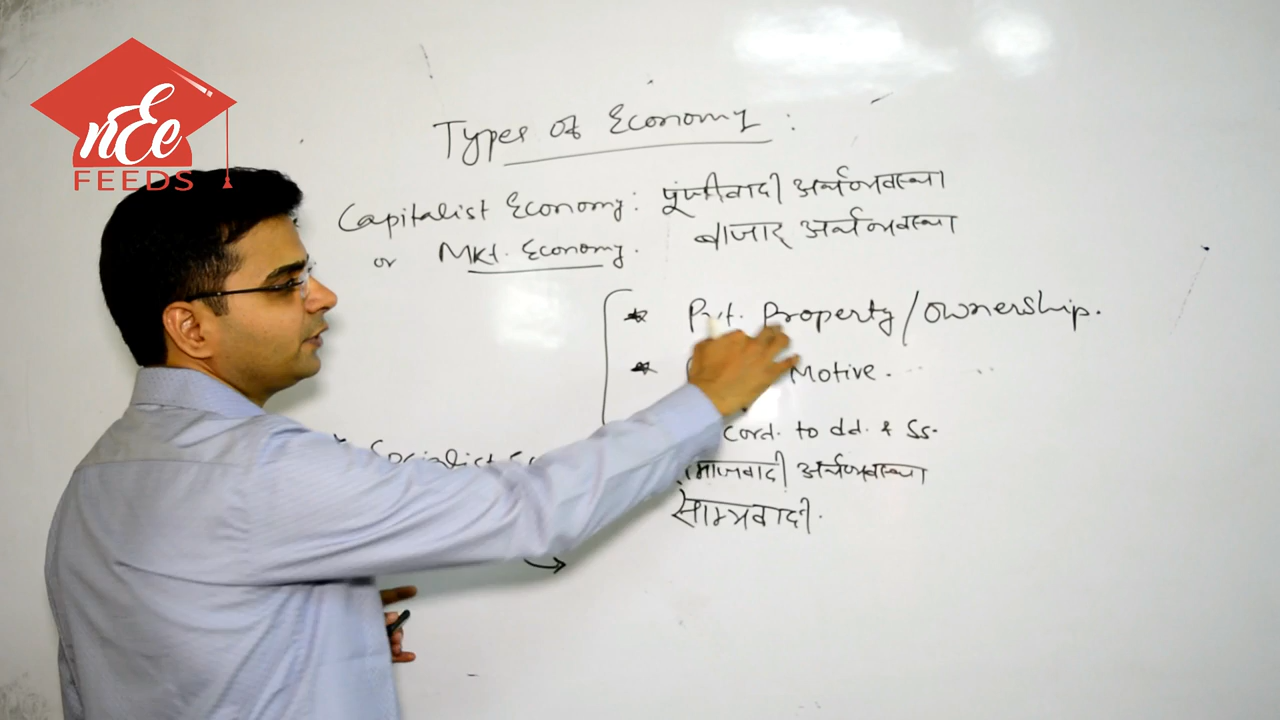 nEe
FEEDS
Types of Economy :
Capitalist Economy : पूंजीवादी अर्थव्यवस्था
or Mkt. Economy. बाजार अर्थव्यवस्था
* Pvt. Property / Ownership.
* Motive.
cord. to dd. & SS.
Socialist Ec माजवादी अर्थव्यवस्था
साम्यवादी.